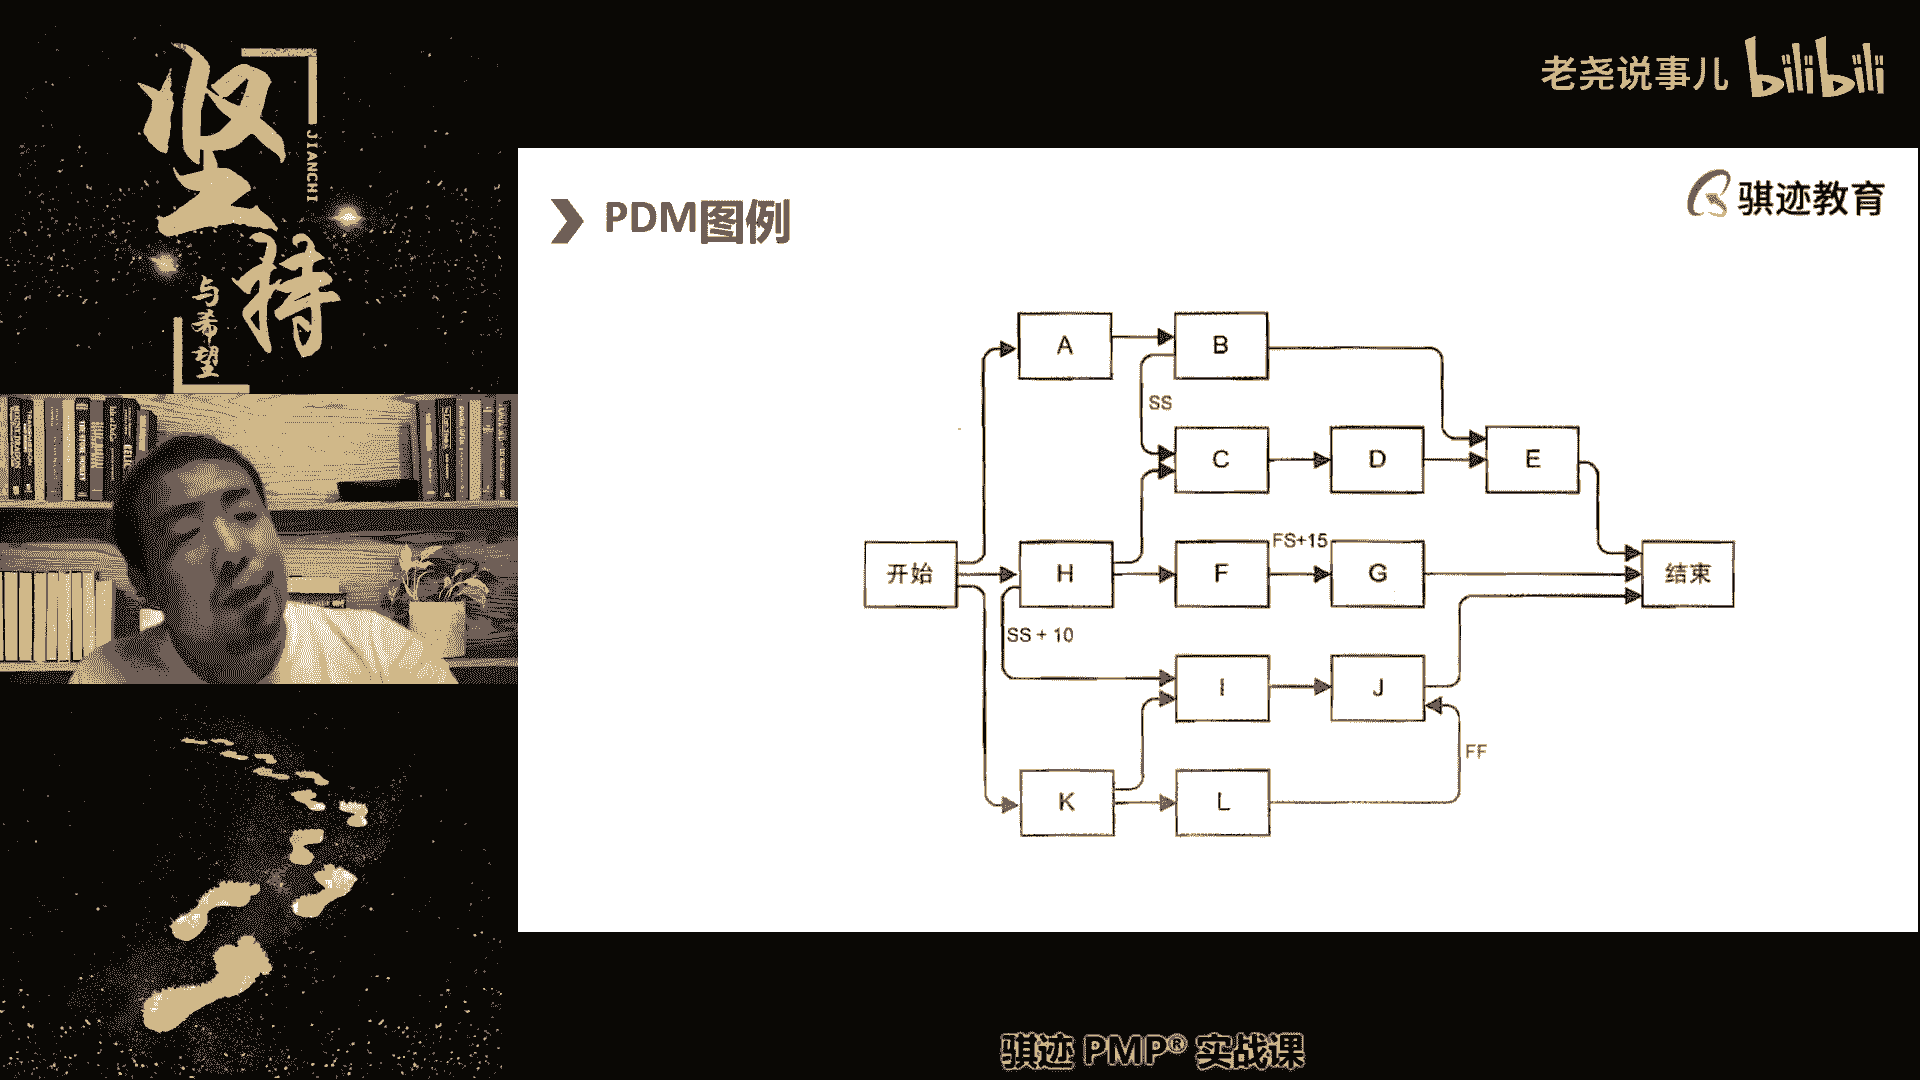 坚持
JIANCHI
与希望
老尧说事儿 bilibili
骐迹教育
PDM图例
A
B
SS
C
D
E
FS+15
开始
H
F
G
结束
SS + 10
I
J
FF
K
L
骐迹 PMP® 实战课